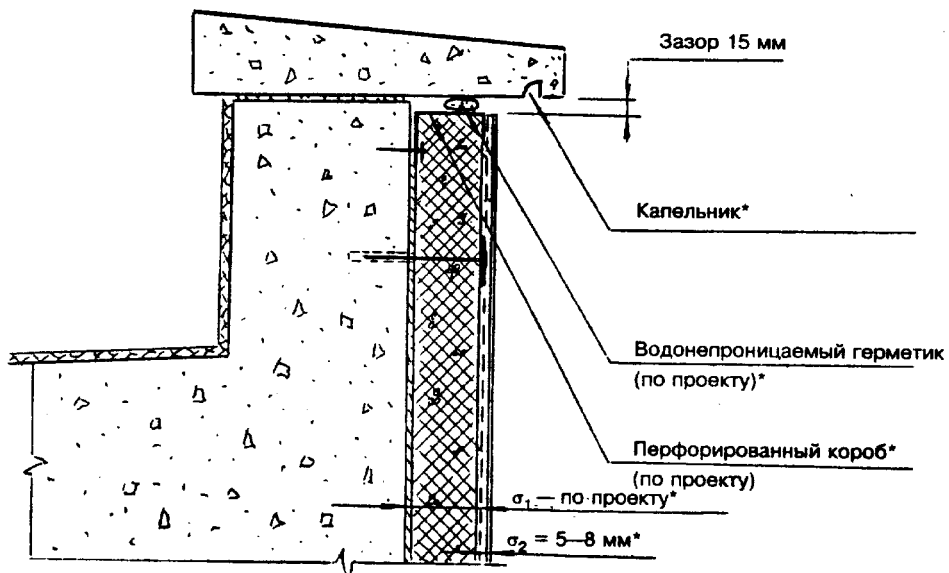 Зазор 15 мм
Капельник*
Водонепроницаемый герметик
(по проекту)*
Перфорированный короб*
(по проекту)
σ₁ — по проекту*
σ₂ = 5—8 мм*